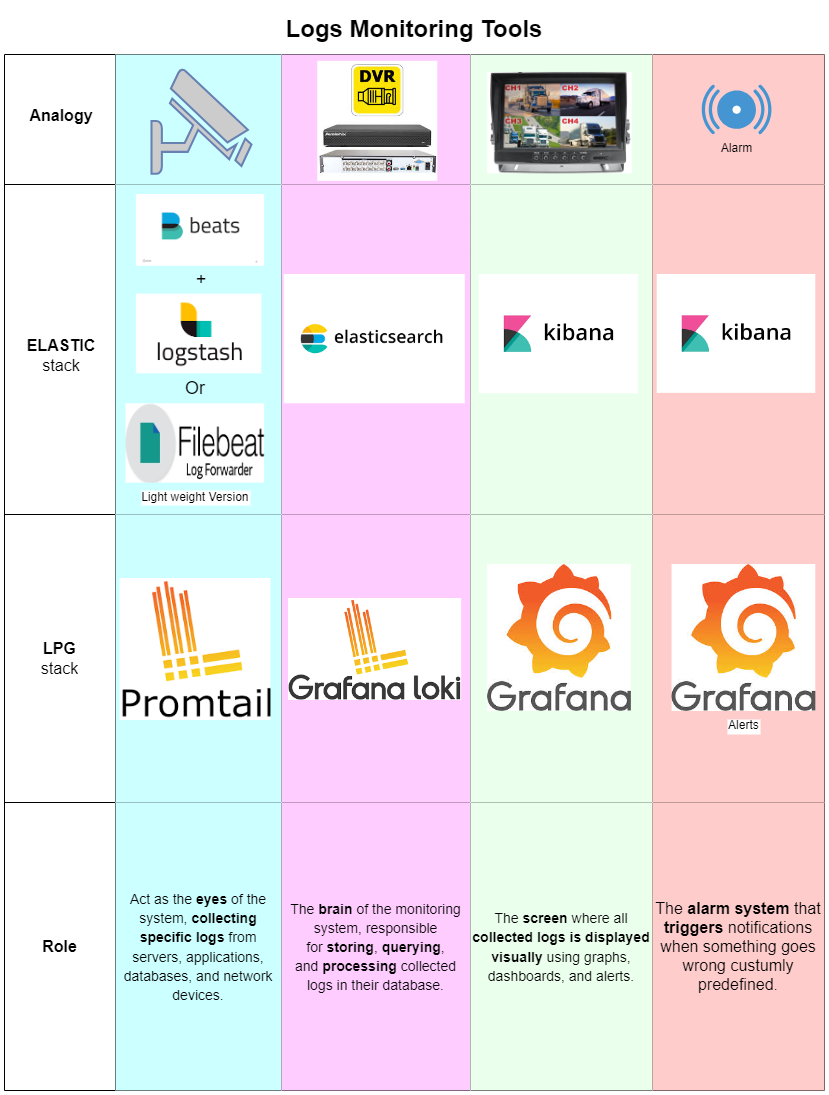 Logs Monitoring Tools
Analogy
DVR
CH1
CH2
CH3
CH4
Alarm
ELASTIC
stack
beats
+
logstash
Or
Filebeat
Log Forwarder
Light weight Version
elasticsearch
kibana
kibana
LPG
stack
Promtail
Grafana loki
Grafana
Grafana
Alerts
Role
Act as the eyes of the
system, collecting
specific logs from
servers, applications,
databases, and network
devices.
The brain of the monitoring
system, responsible
for storing, querying,
and processing collected
logs in their database.
The screen where all
collected logs is displayed
visually using graphs,
dashboards, and alerts.
The alarm system that
triggers notifications
when something goes
wrong custumly
predefined.